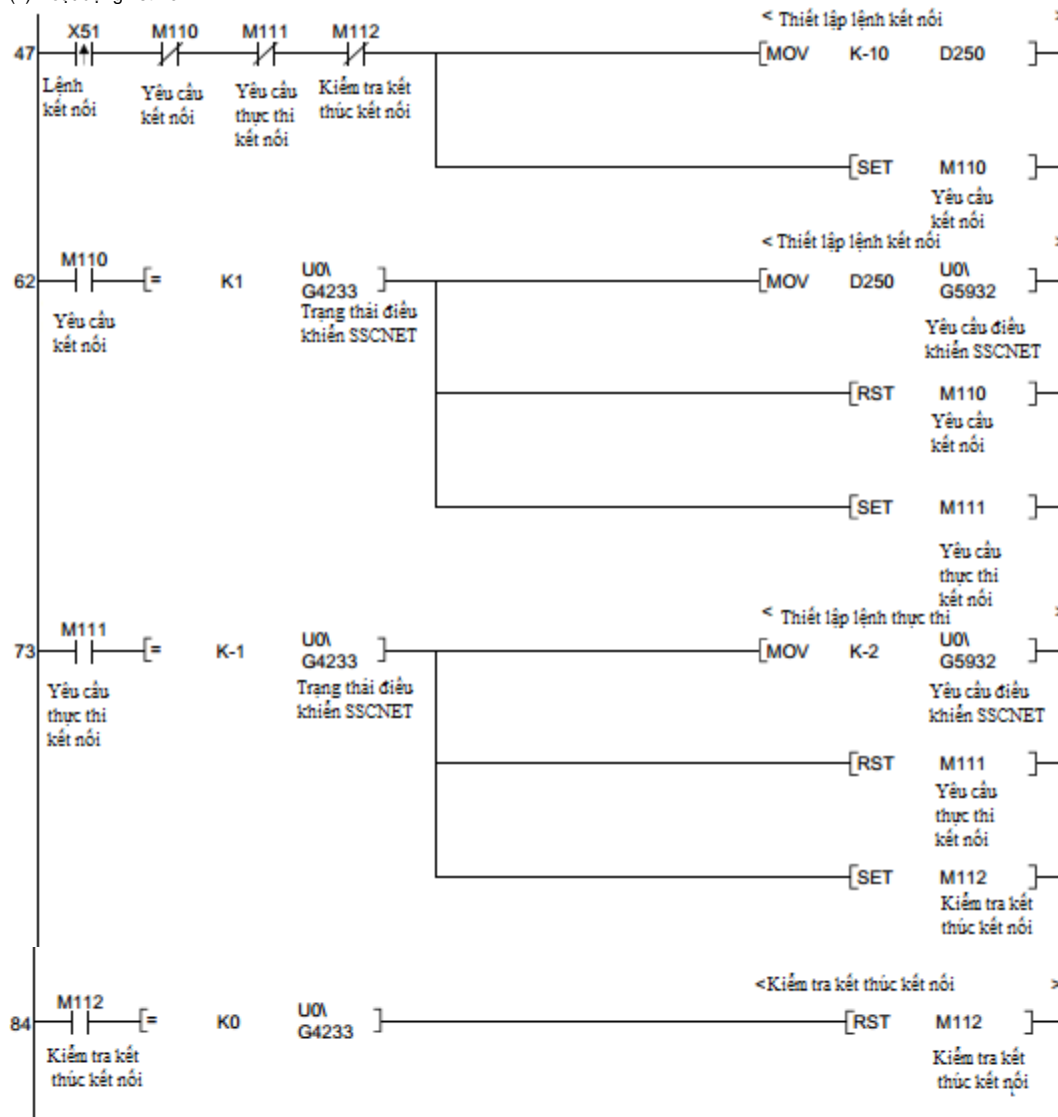 < Thiết lập lệnh kết nối >
X51 M110 M111 M112
47 [MOV K-10 D250 ]
Lệnh
kết nối
Yêu cầu
kết nối
Yêu cầu
thực thi
kết nối
Kiểm tra kết
thúc kết nối
[SET M110 ]
Yêu cầu
kết nối
< Thiết lập lệnh kết nối >
M110
62 [= K1 U0\
G4233 ]
[MOV D250 U0\
G5932 ]
Yêu cầu
kết nối
Trạng thái điều
khiển SSCNET
Yêu cầu điều
khiển SSCNET
[RST M110 ]
Yêu cầu
kết nối
[SET M111 ]
Yêu cầu
thực thi
kết nối
< Thiết lập lệnh thực thi >
M111
73 [= K-1 U0\
G4233 ]
[MOV K-2 U0\
G5932 ]
Yêu cầu
thực thi
kết nối
Trạng thái điều
khiển SSCNET
Yêu cầu điều
khiển SSCNET
[RST M111 ]
Yêu cầu
thực thi
kết nối
[SET M112 ]
Kiểm tra kết
thúc kết nối
<Kiểm tra kết thúc kết nối >
M112
84 [= K0 U0\
G4233 ]
[RST M112 ]
Kiểm tra kết
thúc kết nối
Kiểm tra kết
thúc kết nối